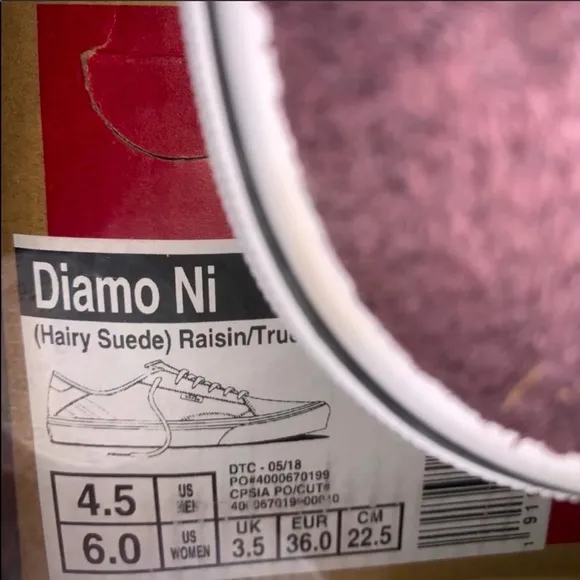 Diamo Ni
(Hairy Suede) Raisin/Tru
DTC - 05/18
PO#4000670199
CPSIA PO/CUT#
4.5 US MEN
6.0 US WOMEN
UK 3.5
EUR 36.0
CM 22.5